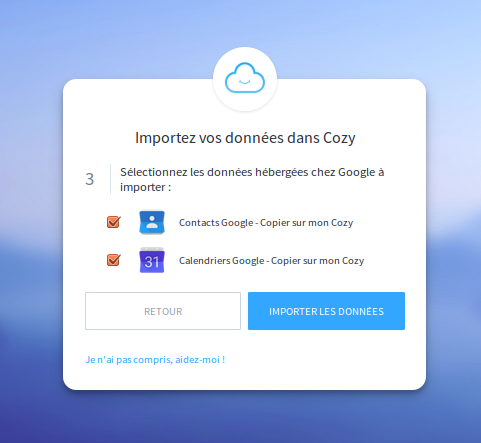 Importez vos données dans Cozy
3
Sélectionnez les données hébergées chez Google à
importer :
Contacts Google - Copier sur mon Cozy
31
Calendriers Google - Copier sur mon Cozy
RETOUR
IMPORTER LES DONNÉES
Je n'ai pas compris, aidez-moi !